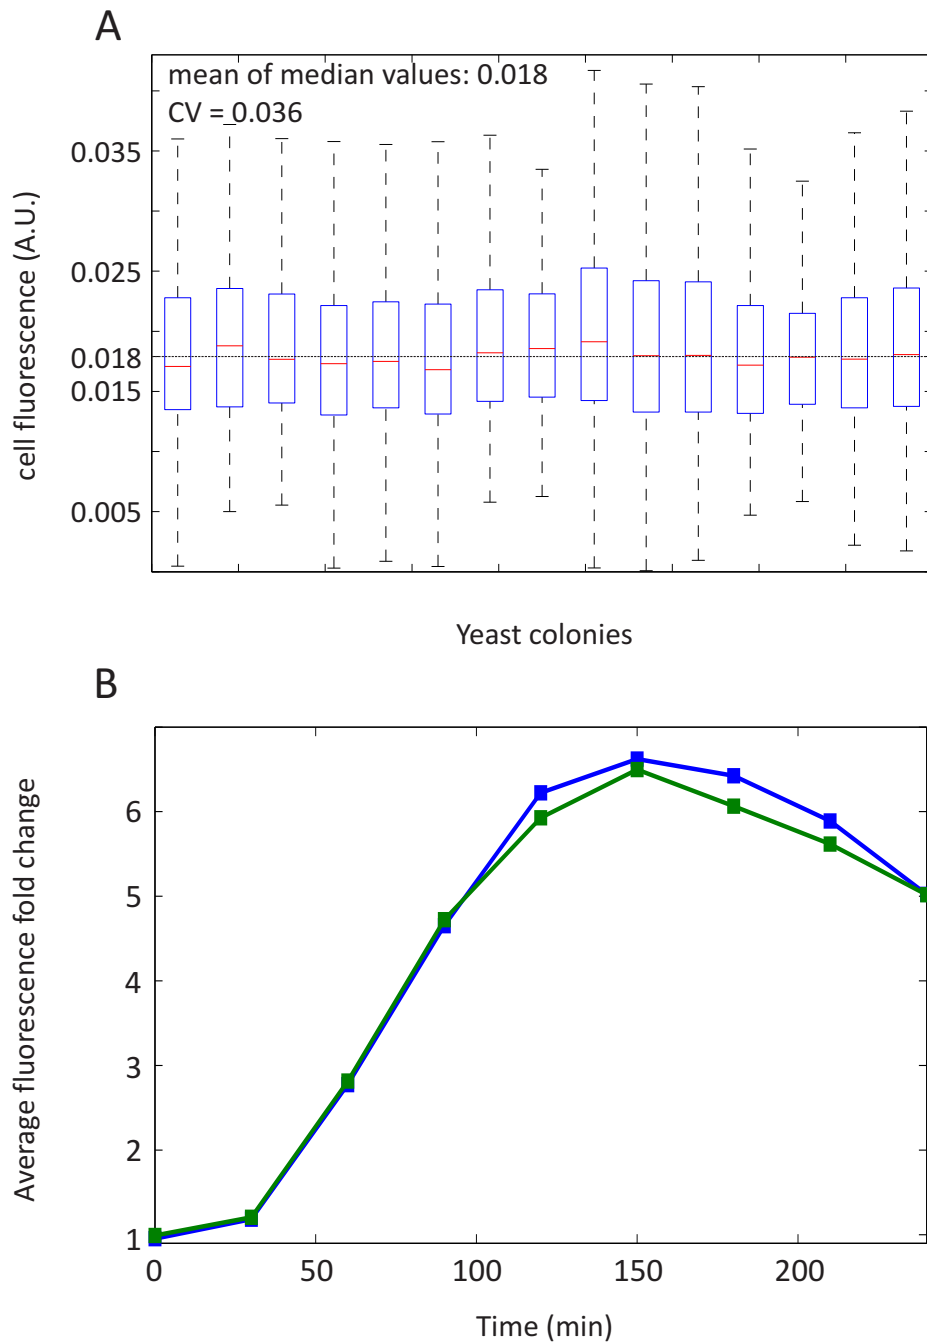 A
mean of median values: 0.018
CV = 0.036
cell fluorescence (A.U.)
0.035
0.025
0.018
0.015
0.005
Yeast colonies
B
Average fluorescence fold change
6
5
4
3
2
1
0 50 100 150 200
Time (min)